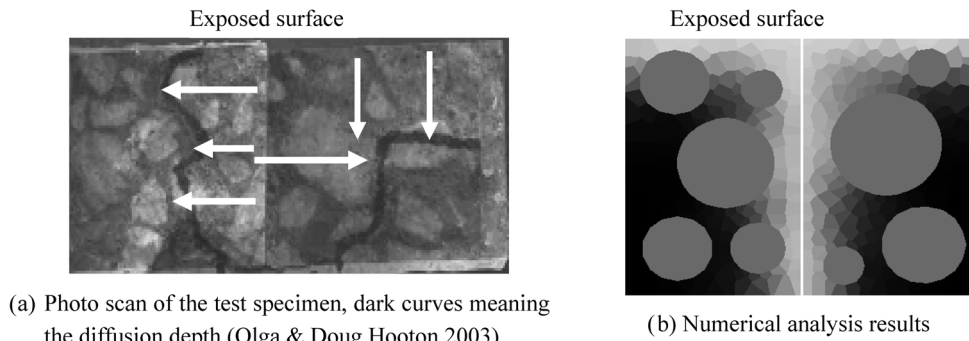 Exposed surface
Exposed surface
(a) Photo scan of the test specimen, dark curves meaning
the diffusion depth (Olga & Doug Hooton 2003)
(b) Numerical analysis results